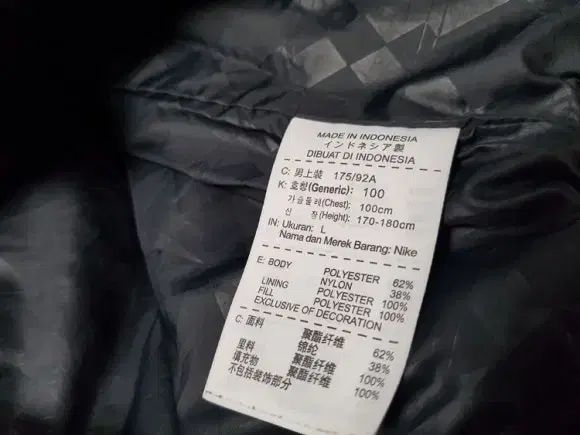 MADE IN INDONESIA
インドネシア製
DIBUAT DI INDONESIA
C: 男上装 175/92A
K: 호칭(Generic): 100
가슴둘레(Chest): 100cm
신 장(Height): 170-180cm
IN: Ukuran: L
Nama dan Merek Barang: Nike
E: BODY POLYESTER 62%
NYLON 38%
LINING POLYESTER 100%
FILL POLYESTER 100%
EXCLUSIVE OF DECORATION
C: 面料 聚酯纤维 62%
锦纶 38%
里料 聚酯纤维 100%
填充物 聚酯纤维 100%
不包括装饰部分